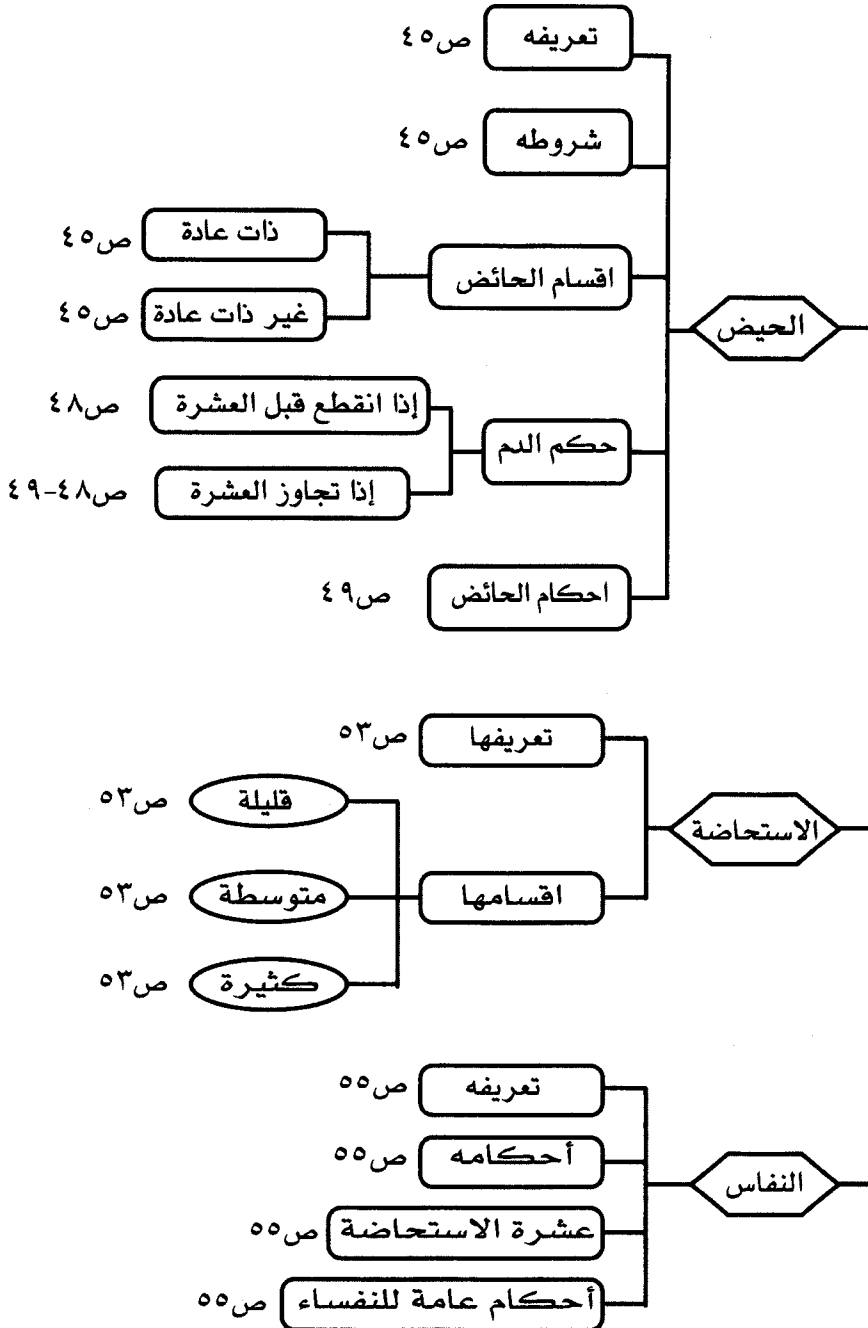 تعريفه ص٤٥
شروطه ص٤٥
ذات عادة ص٤٥
اقسام الحائض
غير ذات عادة ص٤٥
الحيض
إذا انقطع قبل العشرة ص٤٨
حكم الدم
إذا تجاوز العشرة ص٤٨-٤٩
احكام الحائض ص٤٩
تعريفها ص٥٣
قليلة ص٥٣
الاستحاضة
اقسامها
متوسطة ص٥٣
كثيرة ص٥٣
تعريفه ص٥٥
أحكامه ص٥٥
النفاس
عشرة الاستحاضة ص٥٥
أحكام عامة للنفساء ص٥٥